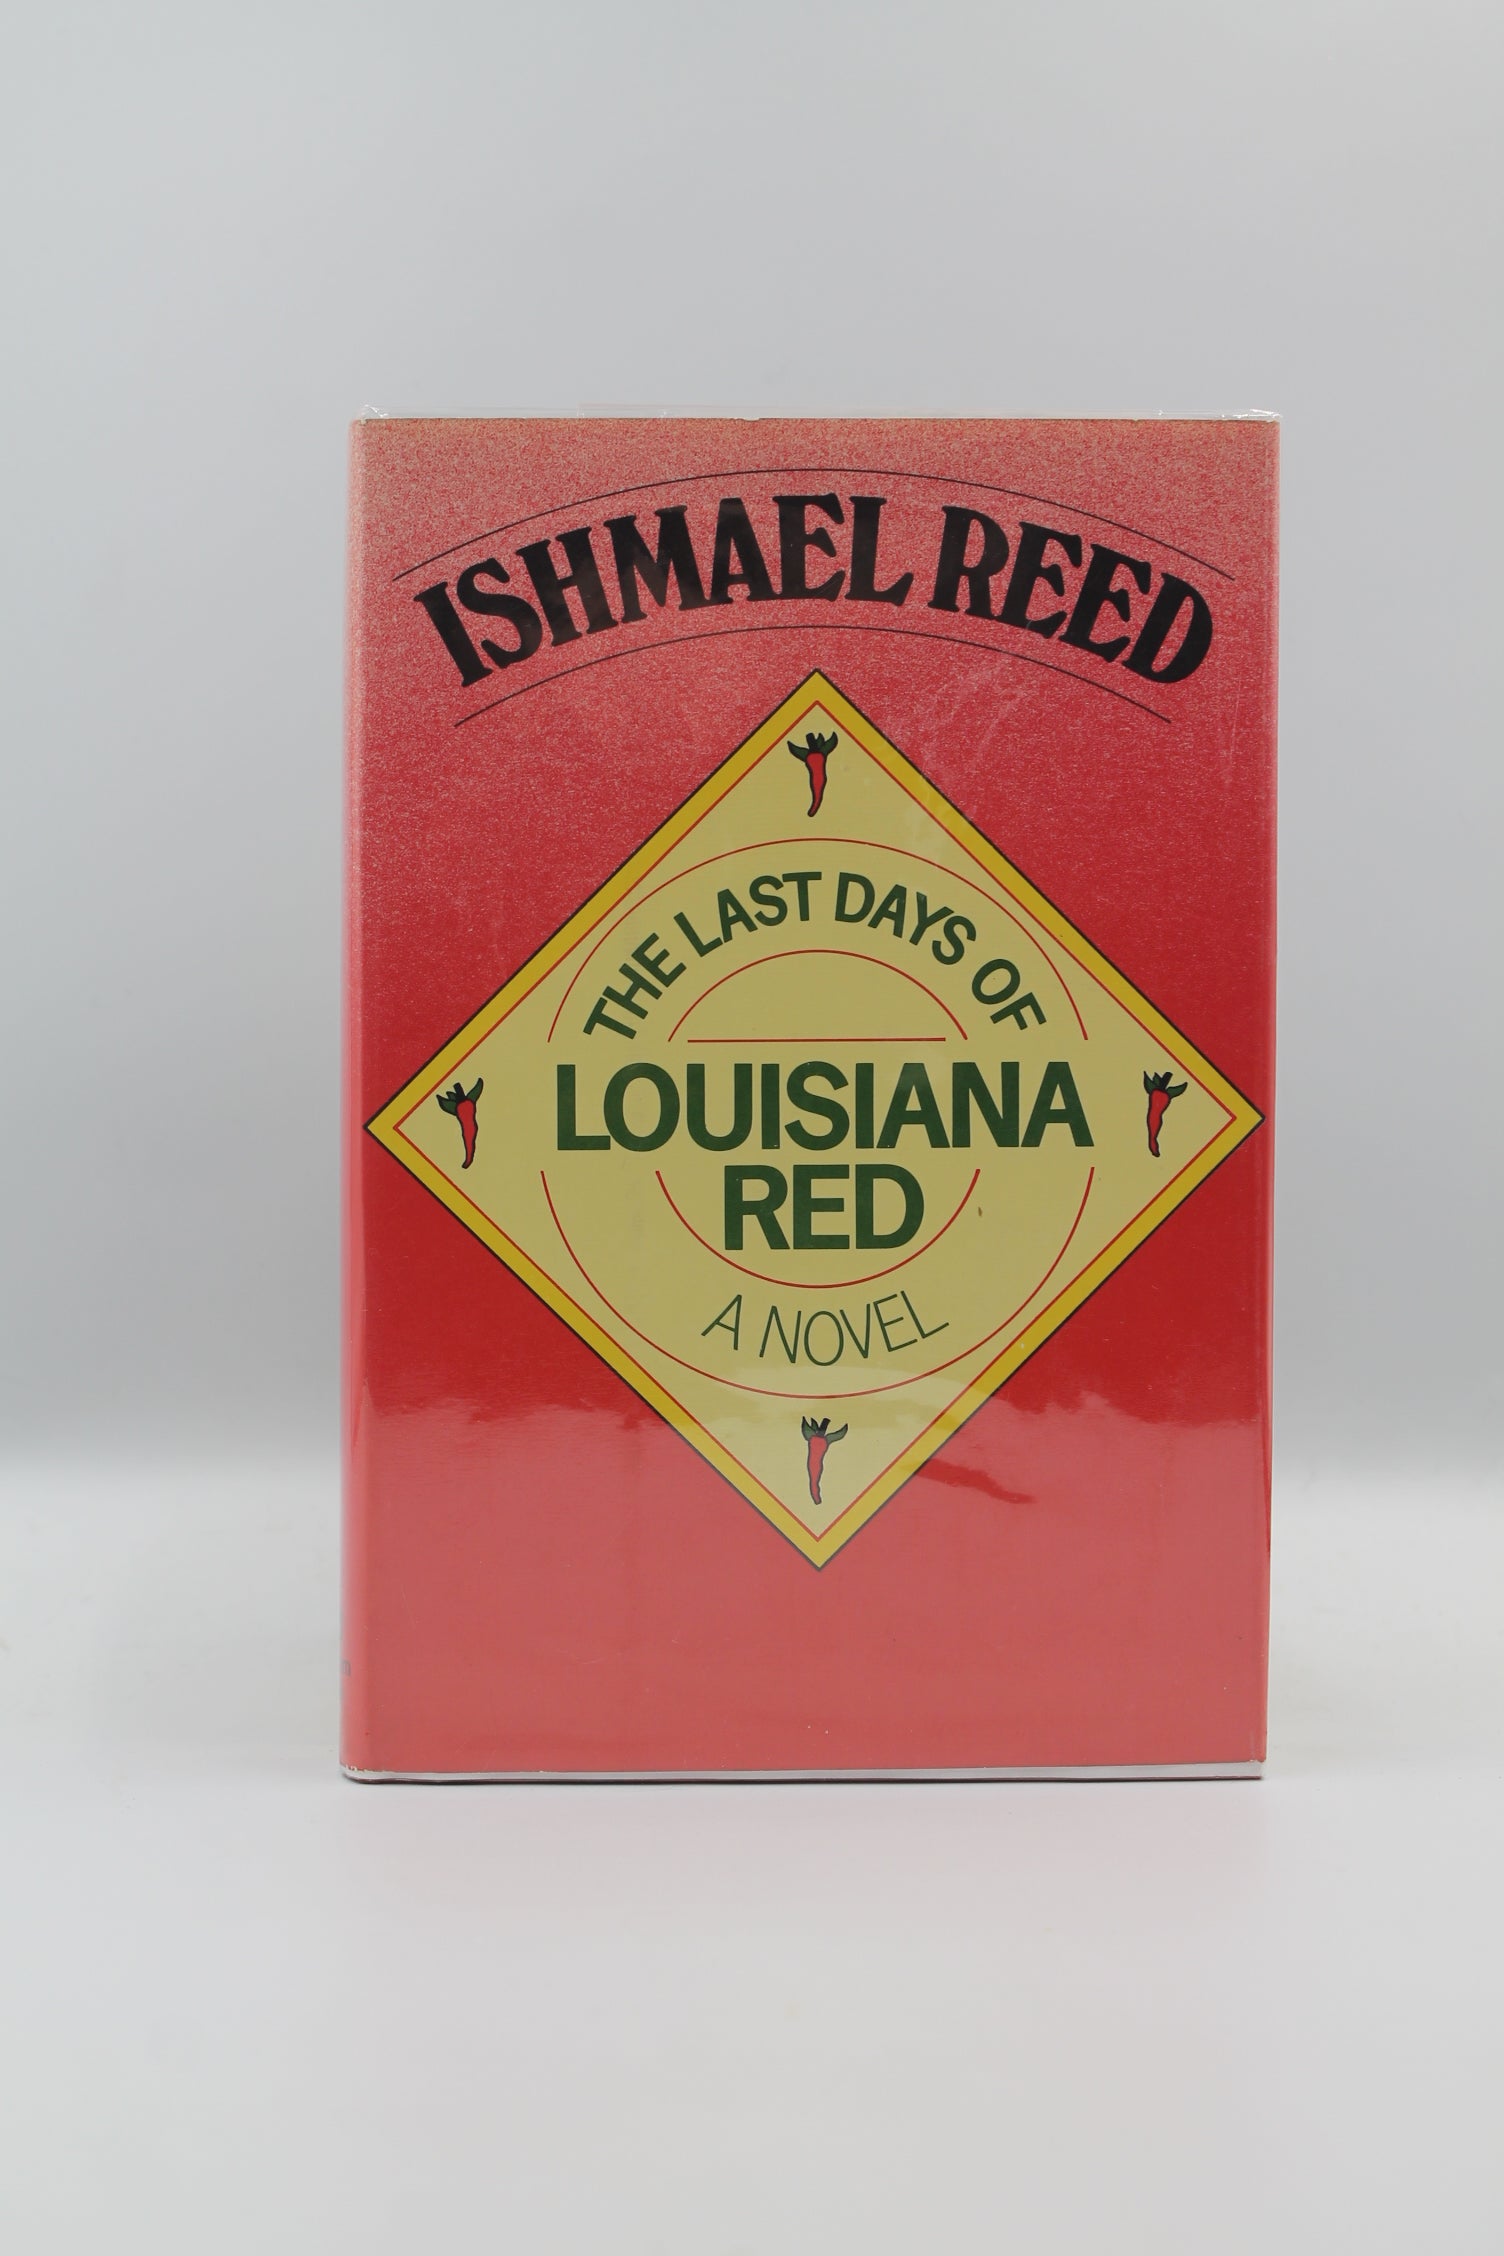 ISHMAEL REED
THE LAST DAYS OF
LOUISIANA
RED
A NOVEL